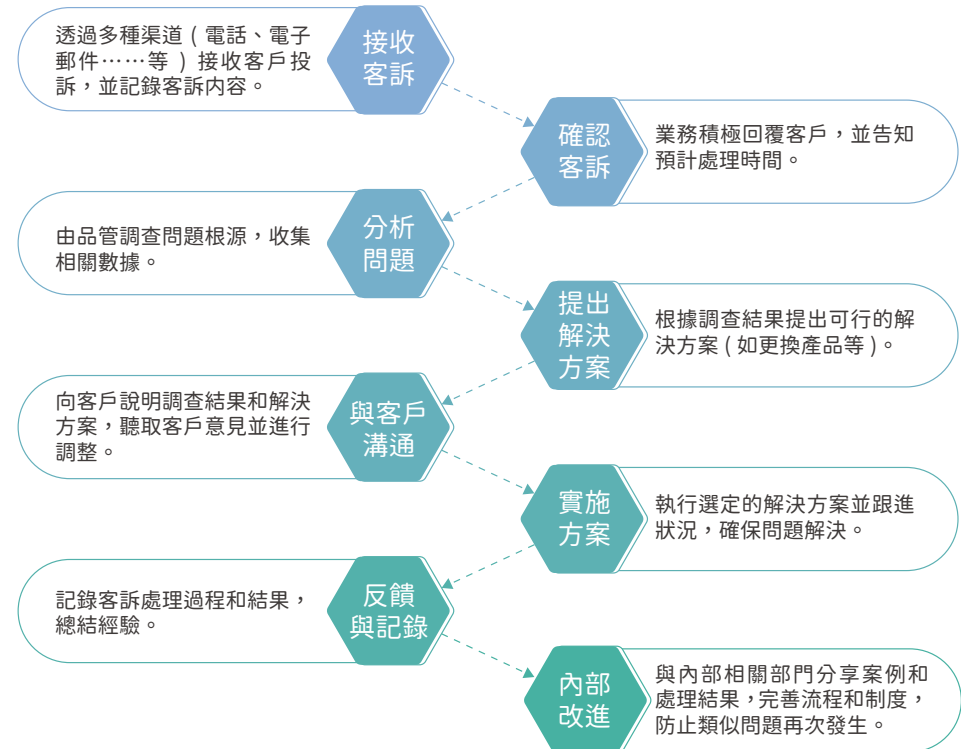 透過多種渠道 ( 電話、電子
郵件……等 ) 接收客戶投
訴，並記錄客訴内容。
接收
客訴
確認
客訴
業務積極回覆客戶，並告知
預計處理時間。
由品管調查問題根源，收集
相關數據。
分析
問題
提出
解決
方案
根據調查結果提出可行的解
決方案 ( 如更換產品等 )。
向客戶說明調查結果和解決
方案，聽取客戶意見並進行
調整。
與客戶
溝通
實施
方案
執行選定的解決方案並跟進
狀況，確保問題解決。
記錄客訴處理過程和結果，
總結經驗。
反饋
與記錄
內部
改進
與內部相關部門分享案例和
處理結果，完善流程和制度，
防止類似問題再次發生。